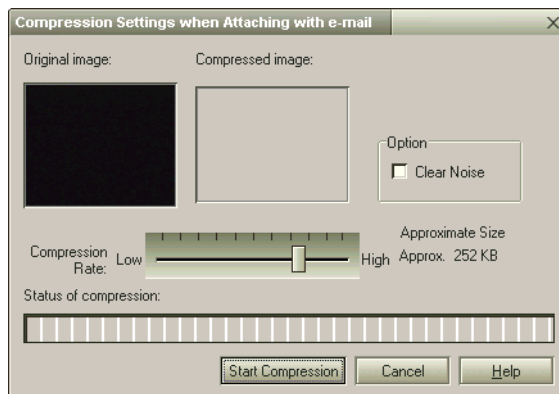 Compression Settings when Attaching with e-mail
Original image:
Compressed image:
Option
Clear Noise
Compression Rate:
Low
High
Approximate Size
Approx. 252 KB
Status of compression:
Start Compression
Cancel
Help